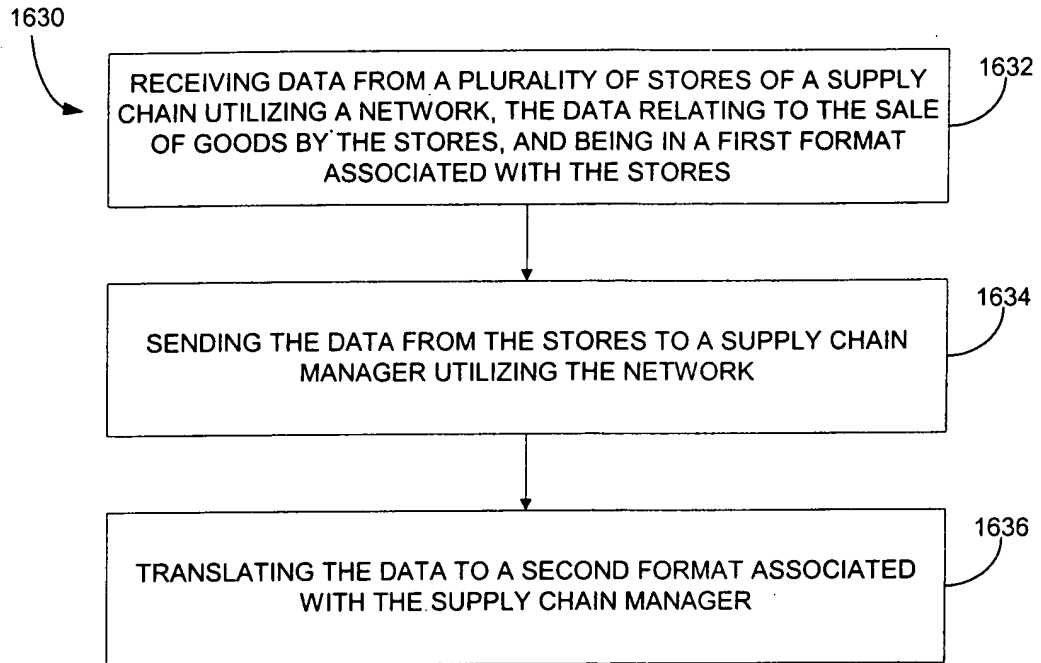 1630
RECEIVING DATA FROM A PLURALITY OF STORES OF A SUPPLY
CHAIN UTILIZING A NETWORK, THE DATA RELATING TO THE SALE
OF GOODS BY THE STORES, AND BEING IN A FIRST FORMAT
ASSOCIATED WITH THE STORES
1632
SENDING THE DATA FROM THE STORES TO A SUPPLY CHAIN
MANAGER UTILIZING THE NETWORK
1634
TRANSLATING THE DATA TO A SECOND FORMAT ASSOCIATED
WITH THE SUPPLY CHAIN MANAGER
1636